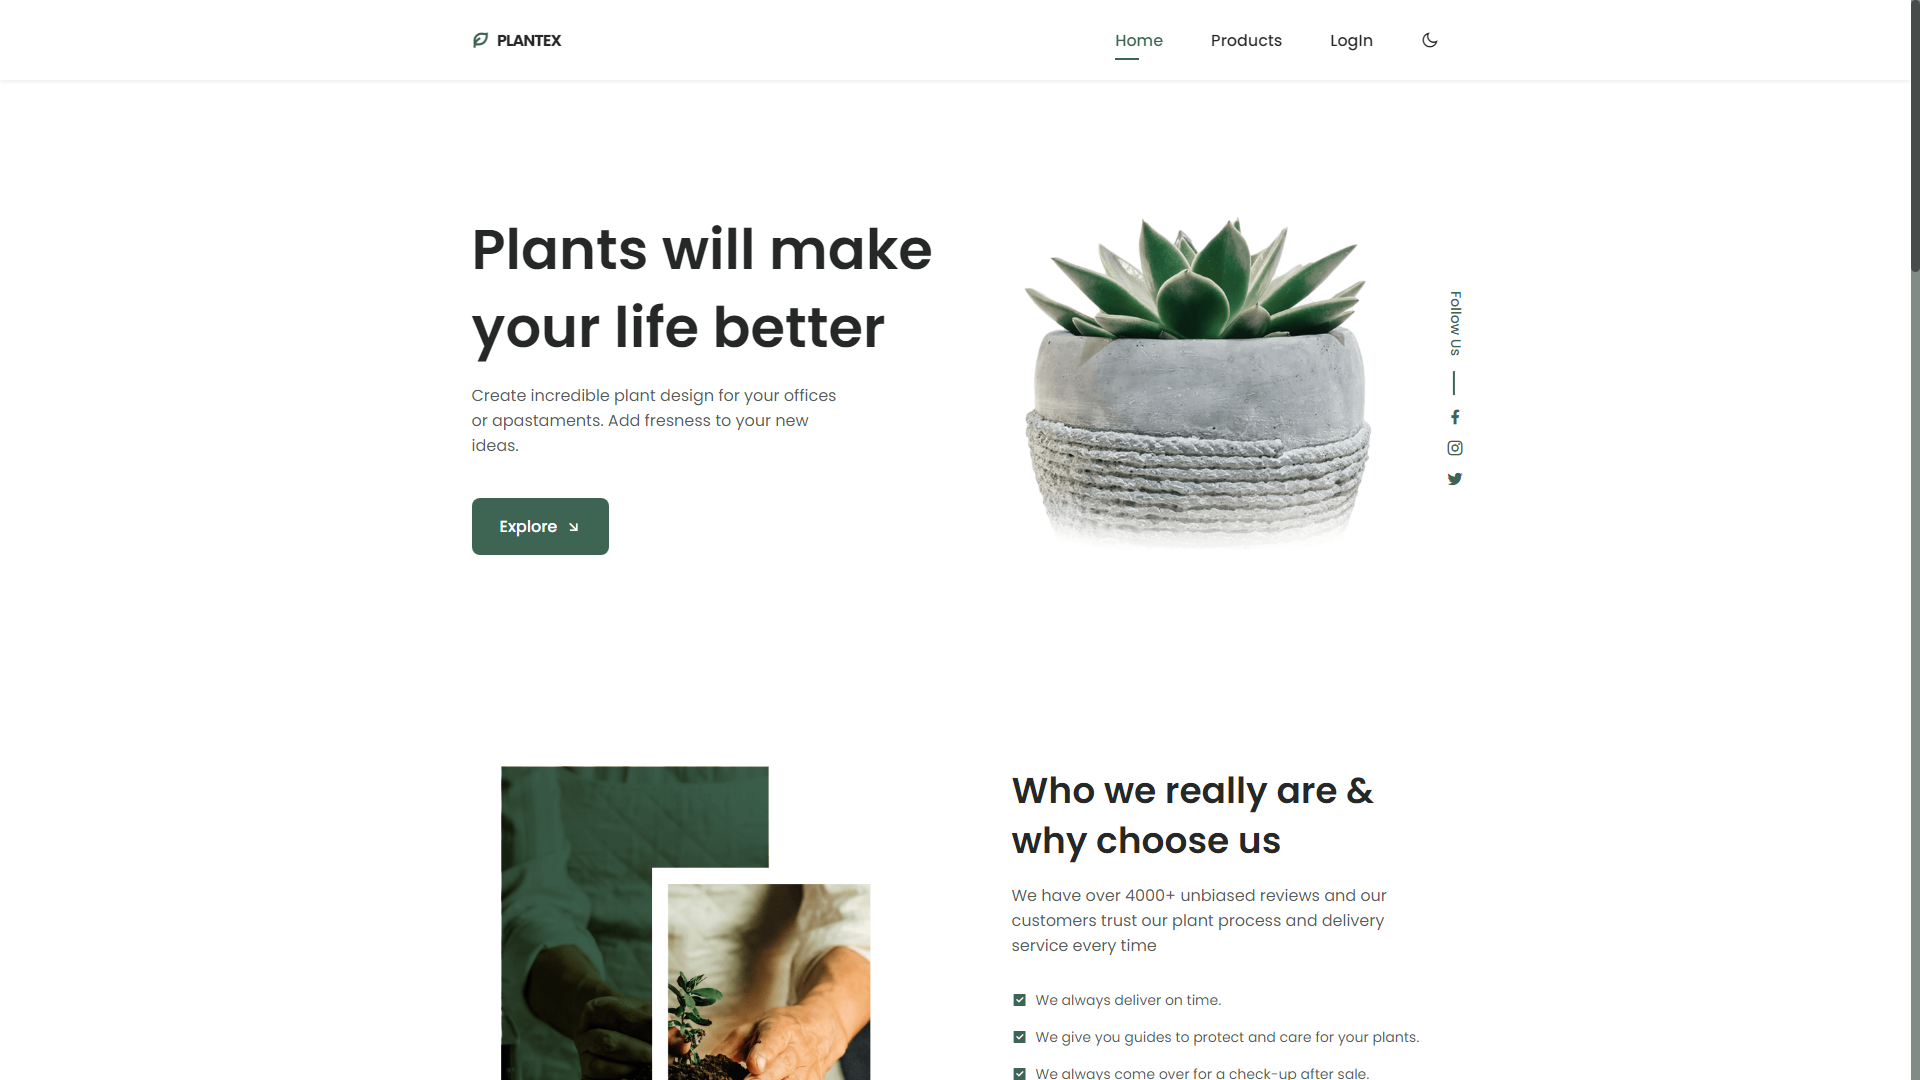 PLANTEX
Home
Products
LogIn
Plants will make
your life better
Create incredible plant design for your offices
or apastaments. Add fresness to your new
ideas.
Explore
Follow Us
Who we really are &
why choose us
We have over 4000+ unbiased reviews and our
customers trust our plant process and delivery
service every time
We always deliver on time.
We give you guides to protect and care for your plants.
We always come over for a check-up after sale.